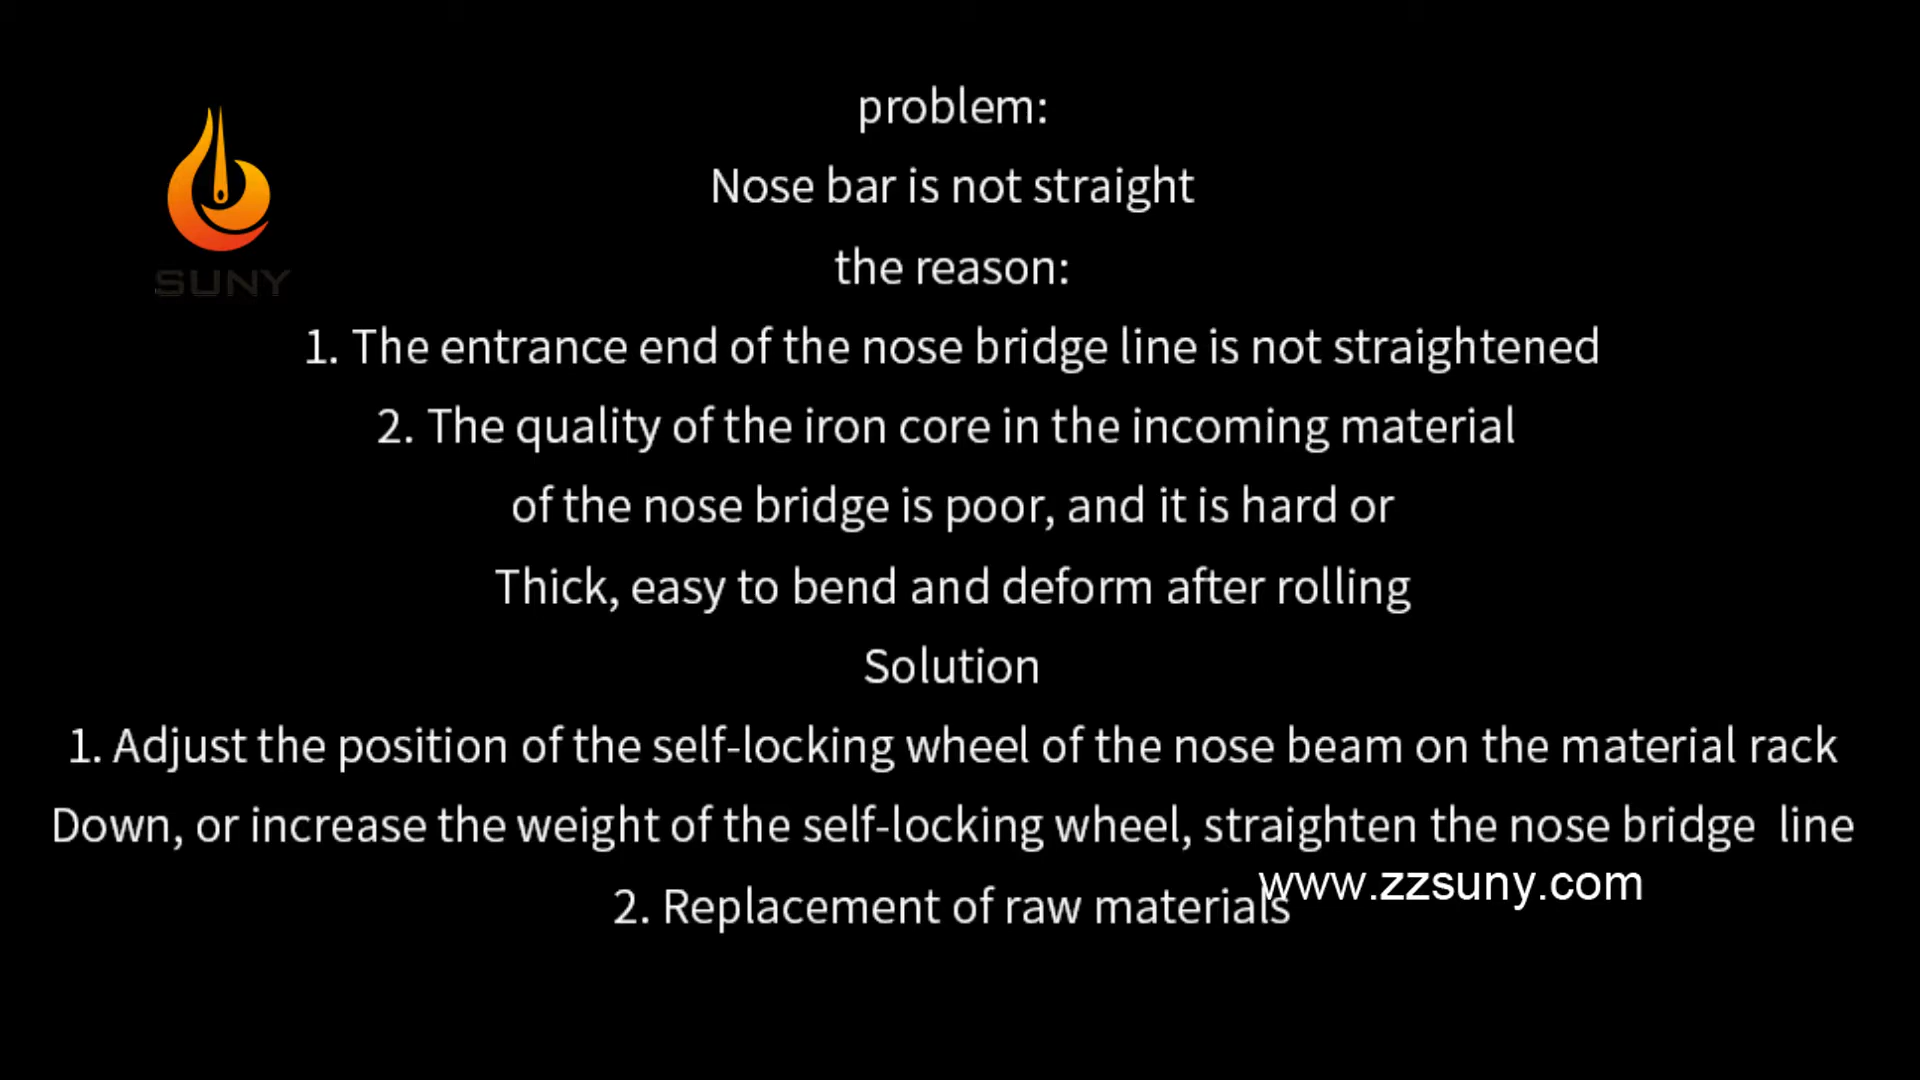 problem:
Nose bar is not straight
the reason:
SUNY
1. The entrance end of the nose bridge line is not straightened
2. The quality of the iron core in the incoming material
of the nose bridge is poor, and it is hard or
Thick, easy to bend and deform after rolling
Solution
1. Adjust the position of the self-locking wheel of the nose beam on the material rack
Down, or increase the weight of the self-locking wheel, straighten the nose bridge  line
www.zzsuny.com
2. Replacement of raw materials